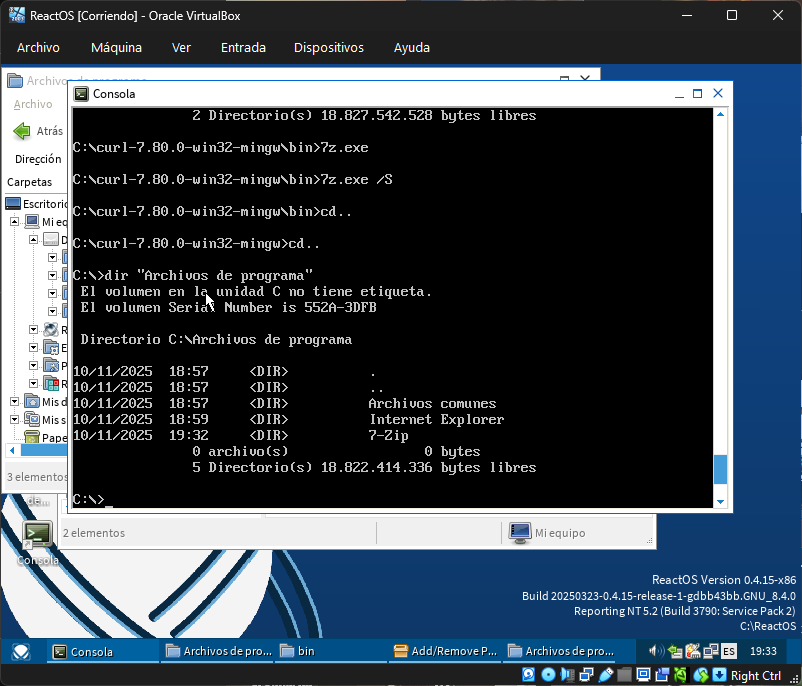 ReactOS [Corriendo] - Oracle VirtualBox
Archivo Máquina Ver Entrada Dispositivos Ayuda
Archivos de programa
Archivo
Atrás
Dirección
Carpetas
Escritorio
Mi eq
Mis d
Mis s
Pape
3 elementos
Consola
2 Directorio(s) 18.827.542.528 bytes libres
C:\curl-7.80.0-win32-mingw\bin>7z.exe
C:\curl-7.80.0-win32-mingw\bin>7z.exe /S
C:\curl-7.80.0-win32-mingw\bin>cd..
C:\curl-7.80.0-win32-mingw>cd..
C:\>dir "Archivos de programa"
El volumen en la unidad C no tiene etiqueta.
El volumen Serial Number is 552A-3DFB
Directorio C:\Archivos de programa
10/11/2025 18:57 <DIR> .
10/11/2025 18:57 <DIR> ..
10/11/2025 18:57 <DIR> Archivos comunes
10/11/2025 18:59 <DIR> Internet Explorer
10/11/2025 19:32 <DIR> 7-Zip
0 archivo(s) 0 bytes
5 Directorio(s) 18.822.414.336 bytes libres
C:\>_
de...
2 elementos Mi equipo
Consola
ReactOS Version 0.4.15-x86
Build 20250323-0.4.15-release-1-gdbb43bb.GNU_8.4.0
Reporting NT 5.2 (Build 3790: Service Pack 2)
C:\ReactOS
Consola Archivos de pro... bin Add/Remove P... Archivos de pro... ES 19:33
Right Ctrl